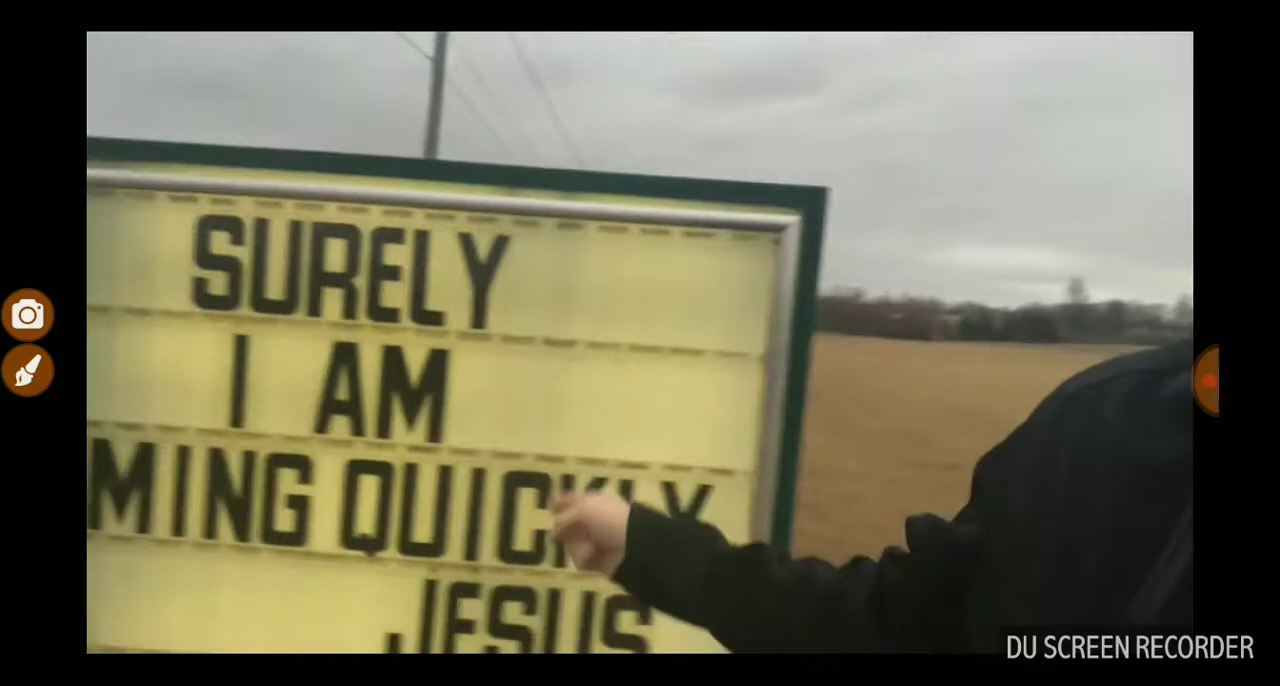 SURELY
I AM
MING QUICKLY
JESUS
DU SCREEN RECORDER